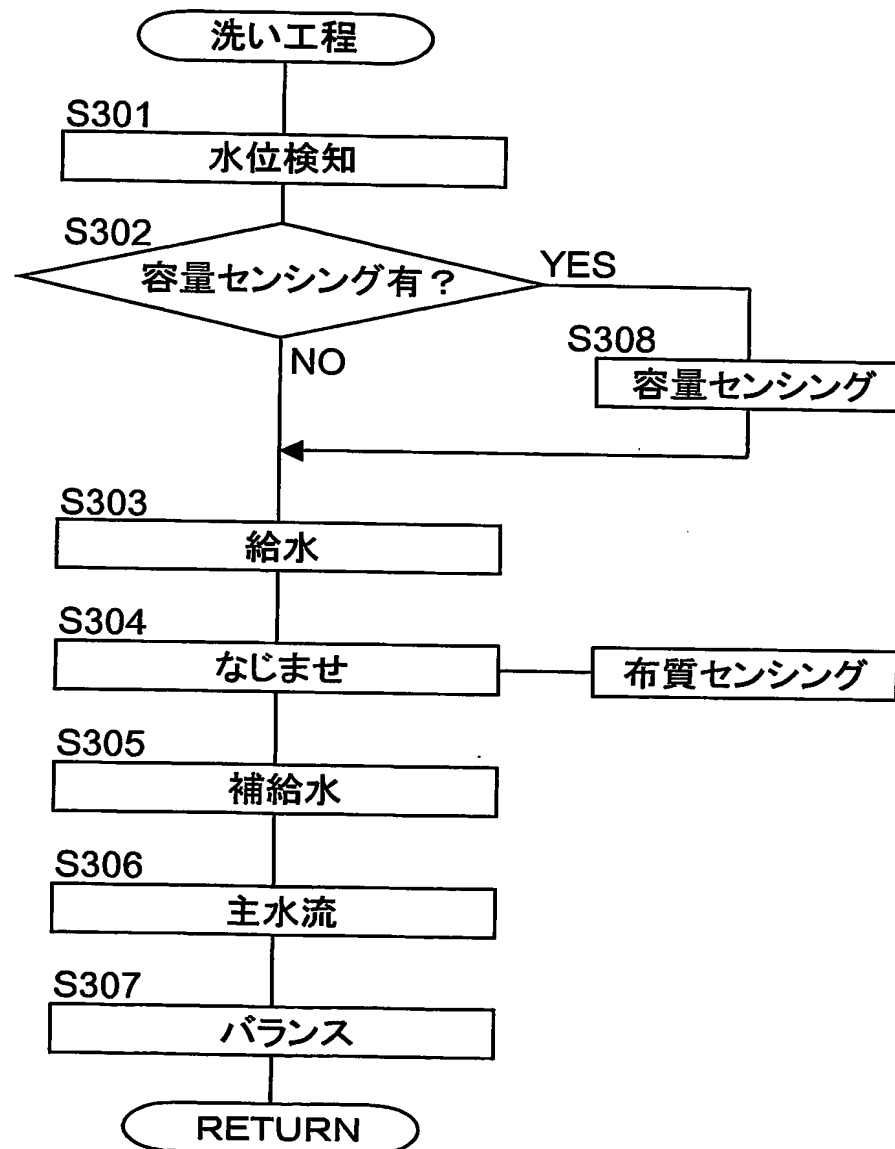 洗い工程
S301
水位検知
S302
容量センシング有？
YES
NO
S308
容量センシング
S303
給水
S304
なじませ
布質センシング
S305
補給水
S306
主水流
S307
バランス
RETURN